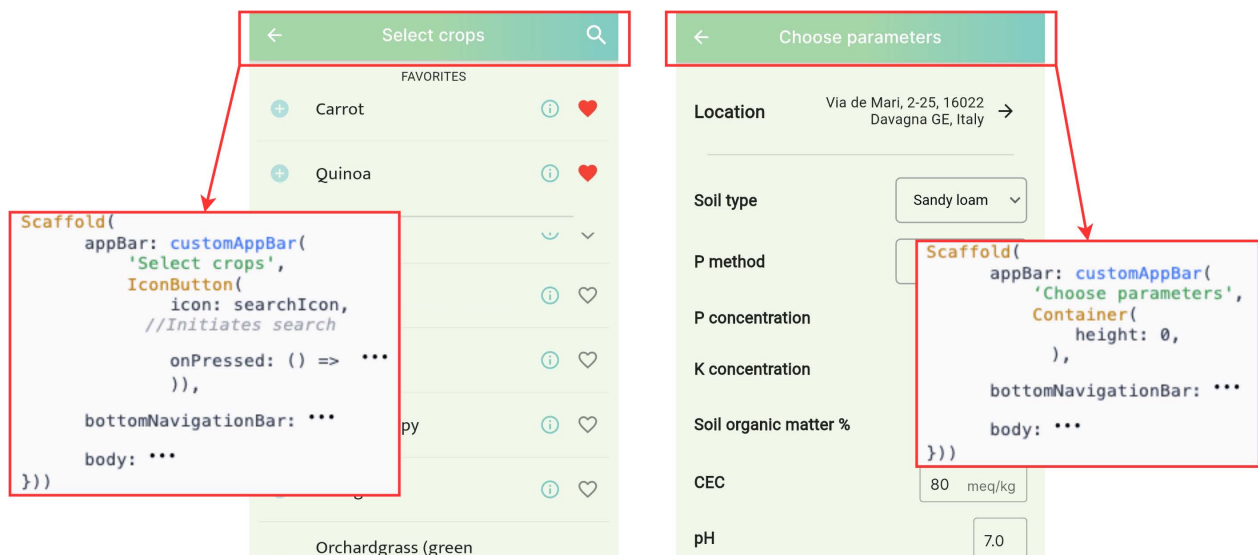 Select crops
FAVORITES
Carrot
Quinoa
py
Orchardgrass (green
Scaffold(
appBar: customAppBar(
'Select crops',
IconButton(
icon: searchIcon,
//Initiates search
onPressed: () => •••
)),
bottomNavigationBar: •••
body: •••
}))
Choose parameters
Location
Via de Mari, 2-25, 16022
Davagna GE, Italy
Soil type
Sandy loam
P method
P concentration
K concentration
Soil organic matter %
CEC
80 meq/kg
pH
7.0
Scaffold(
appBar: customAppBar(
‘Choose parameters',
Container(
height: 0,
),
bottomNavigationBar: •••
body: •••
}))